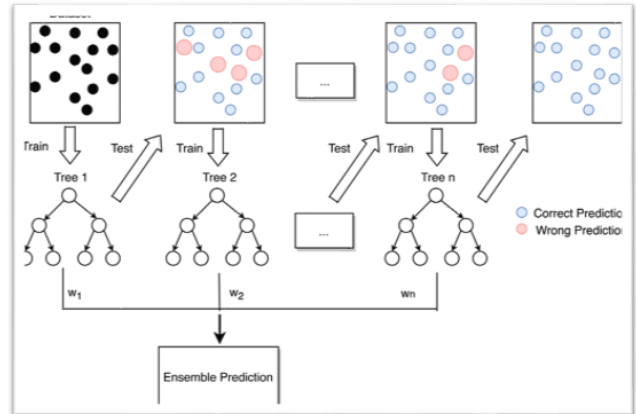 ...
Train
Test
Train
Test
Train
Test
Tree 1
Tree 2
Tree n
...
Correct Predictio
Wrong Prediction
w1
w2
wn
Ensemble Prediction